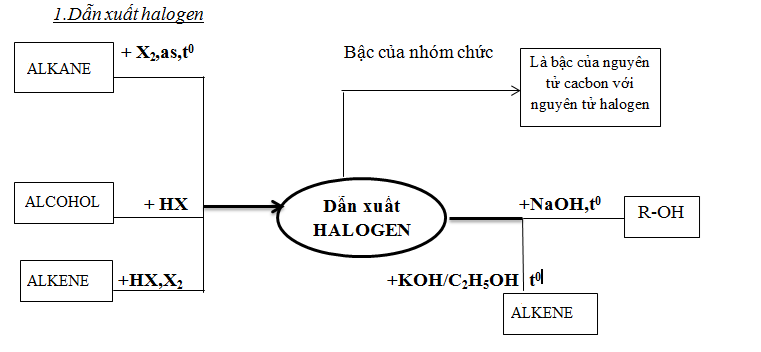 1.Dẫn xuất halogen
+ X₂,as,t⁰
ALKANE
Bậc của nhóm chức
Là bậc của nguyên
tử cacbon với
nguyên tử halogen
ALCOHOL
+ HX
Dẫn xuất
HALOGEN
+NaOH,t⁰
R-OH
ALKENE
+HX,X₂
+KOH/C₂H₅OH t⁰
ALKENE